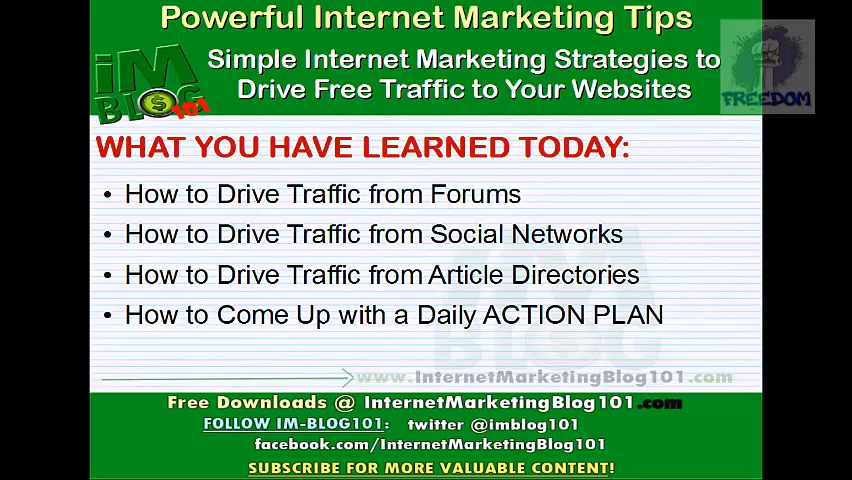 Powerful Internet Marketing Tips
Simple Internet Marketing Strategies to
Drive Free Traffic to Your Websites
iM
BLOG
101
FREEDOM
WHAT YOU HAVE LEARNED TODAY:
• How to Drive Traffic from Forums
• How to Drive Traffic from Social Networks
• How to Drive Traffic from Article Directories
• How to Come Up with a Daily ACTION PLAN
iM
BLOG
www.InternetMarketingBlog101.com
Free Downloads @ InternetMarketingBlog101.com
FOLLOW IM-BLOG101: twitter @imblog101
facebook.com/InternetMarketingBlog101
SUBSCRIBE FOR MORE VALUABLE CONTENT!